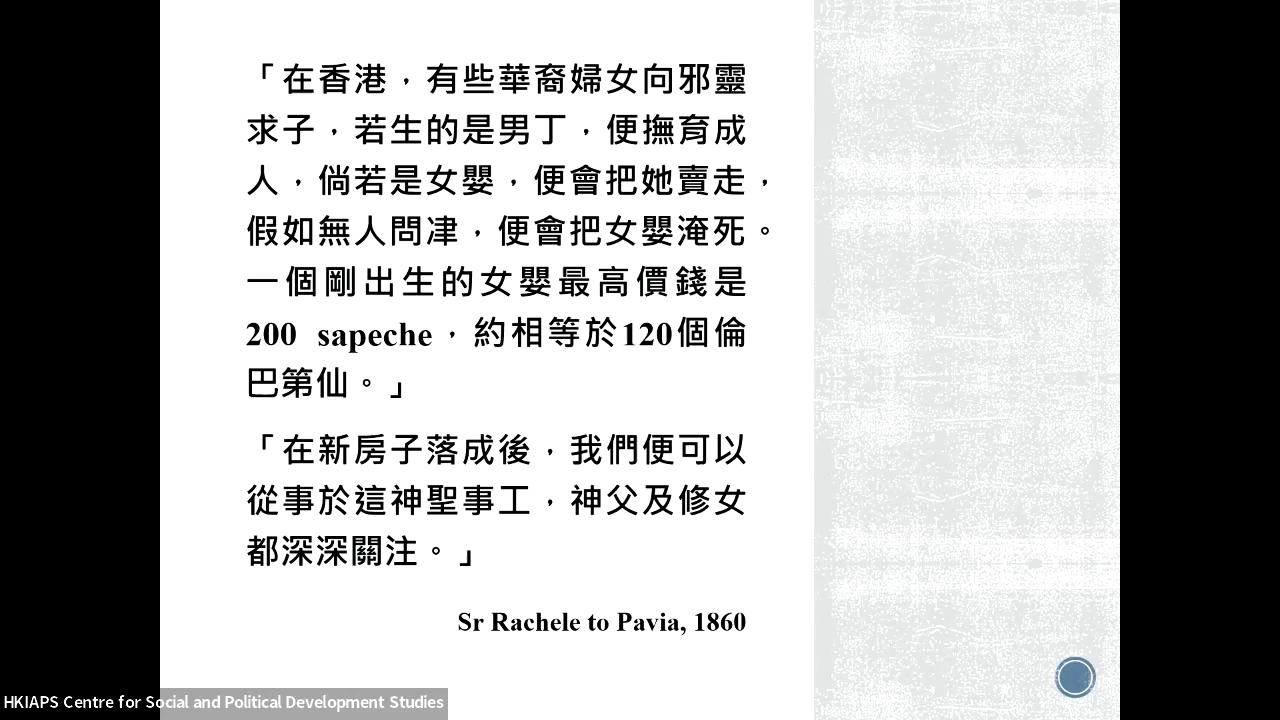 「在香港，有些華裔婦女向邪靈
求子，若生的是男丁，便撫育成
人，倘若是女嬰，便會把她賣走，
假如無人問津，便會把女嬰淹死。
一個剛出生的女嬰最高價錢是
200 sapeche，約相等於120個倫
巴第仙。」
「在新房子落成後，我們便可以
從事於這神聖事工，神父及修女
都深深關注。」
Sr Rachele to Pavia, 1860
HKIAPS Centre for Social and Political Development Studies